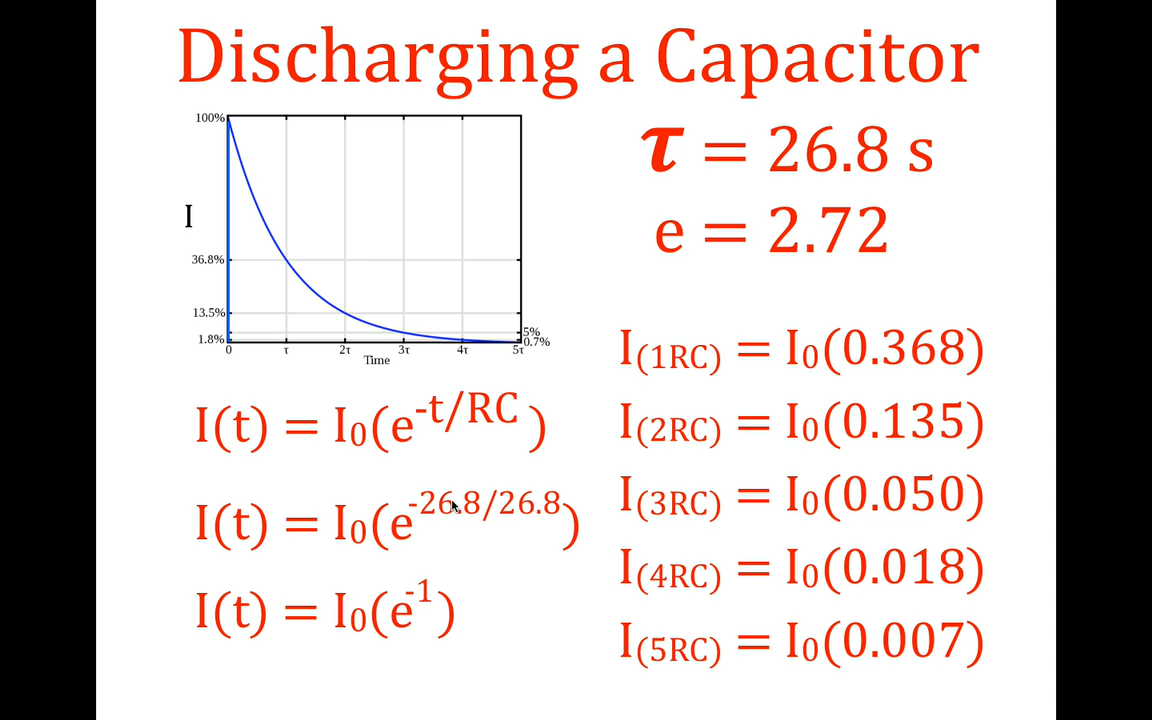 Discharging a Capacitor
100%
I
36.8%
13.5%
1.8%
5%
0.7%
0 τ 2τ 3τ 4τ 5τ
Time
τ = 26.8 s
e = 2.72
I(t) = I₀(e^-t/RC )
I(t) = I₀(e^-26.8/26.8)
I(t) = I₀(e^-1)
I(1RC) = I₀(0.368)
I(2RC) = I₀(0.135)
I(3RC) = I₀(0.050)
I(4RC) = I₀(0.018)
I(5RC) = I₀(0.007)